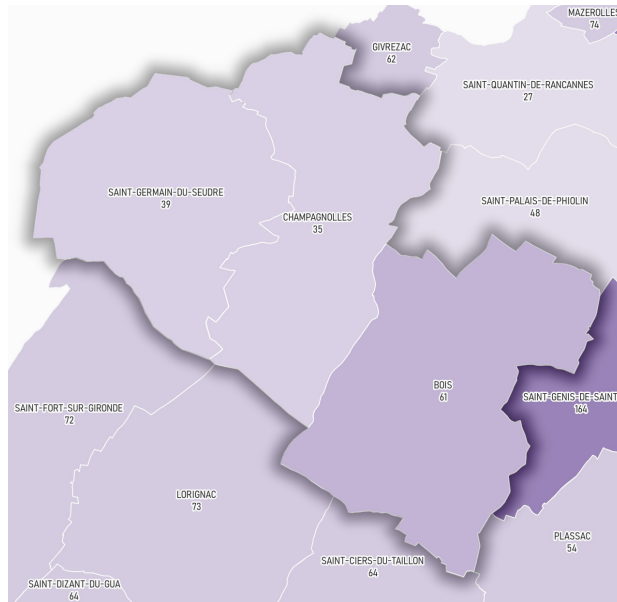 MAZEROLLES
74
GIVREZAC
62
SAINT-QUANTIN-DE-RANCANNES
27
SAINT-GERMAIN-DU-SEUDRE
39
SAINT-PALAIS-DE-PHIOLIN
48
CHAMPAGNOLLES
35
BOIS
61
SAINT-GENIS-DE-SAINT
164
SAINT-FORT-SUR-GIRONDE
72
LORIGNAC
73
PLASSAC
54
SAINT-CIERS-DU-TAILLON
64
SAINT-DIZANT-DU-GUA
64